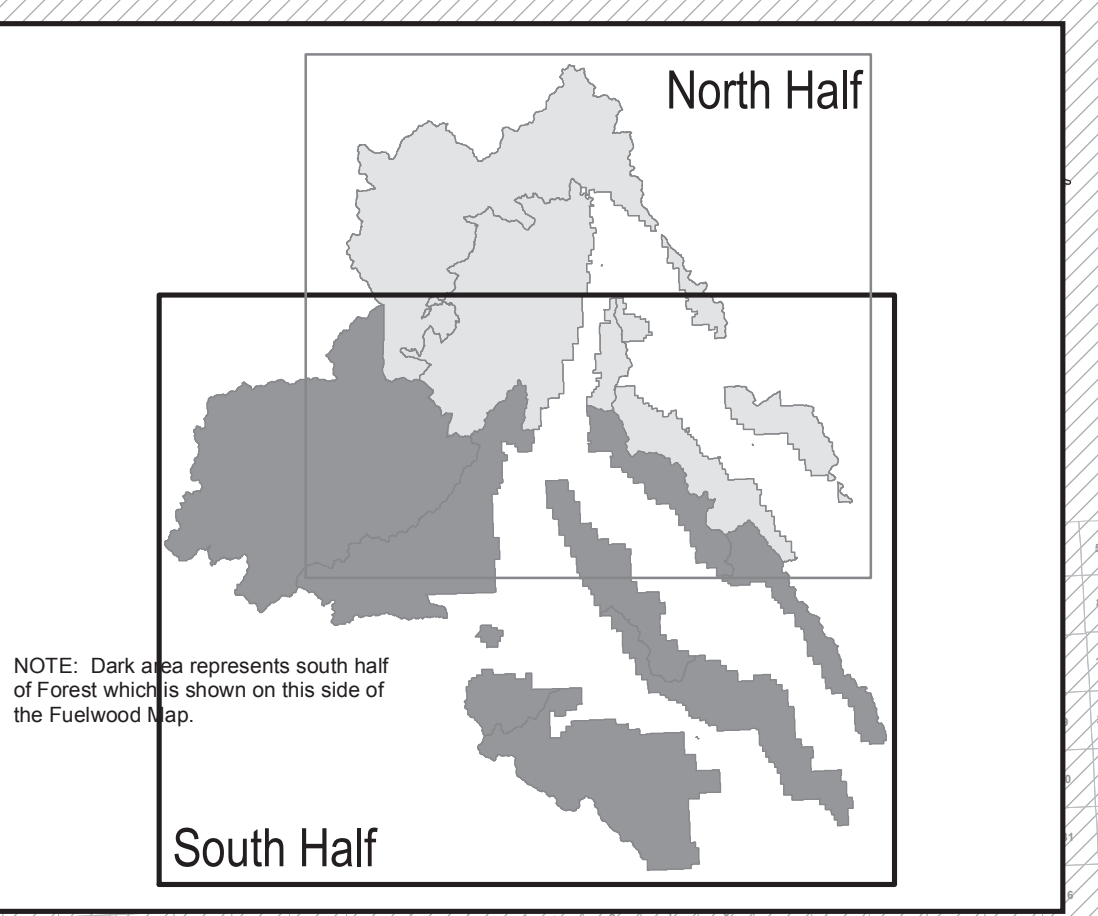 North Half
NOTE: Dark area represents south half
of Forest which is shown on this side of
the Fuelwood Map.
South Half